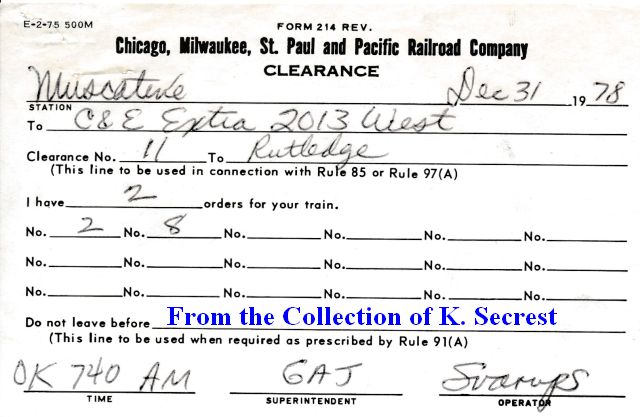 E-2-75 500M
FORM 214 REV.
Chicago, Milwaukee, St. Paul and Pacific Railroad Company
CLEARANCE
Muscatine Dec 31 1978
STATION
To C&E Extra 2013 West
Clearance No. 11 To Rutledge
(This line to be used in connection with Rule 85 or Rule 97(A)
I have 2 orders for your train.
No. 2 No. 8 No. No. No. No.
No. No. No. No. No. No.
No. No. No. No. No. No.
Do not leave before From the Collection of K. Secrest
(This line to be used when required as prescribed by Rule 91(A)
OK 740 AM GAJ
TIME SUPERINTENDENT OPERATOR